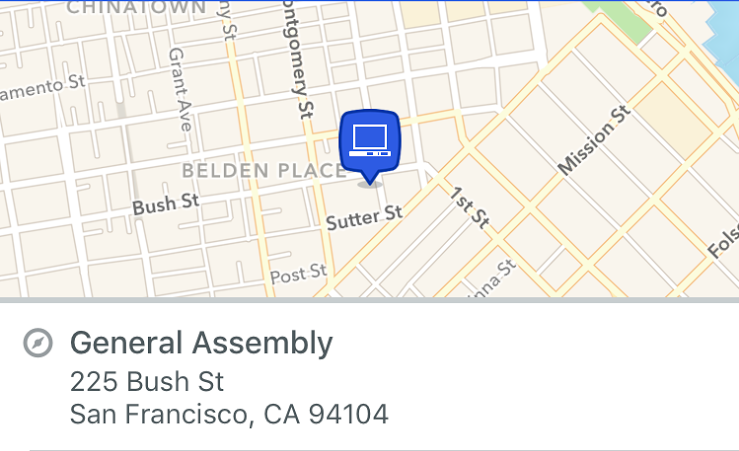 CHINATOWN
ny St
ontgomery St
ro
amento St
Grant Ave
Mission St
BELDEN PLACE
Bush St
1st St
Sutter St
Fols
Post St
nna St
General Assembly
225 Bush St
San Francisco, CA 94104